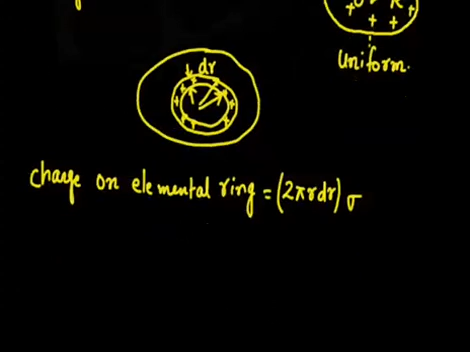 R
uniform.
dr
charge on elemental ring = (2πrdr) σ